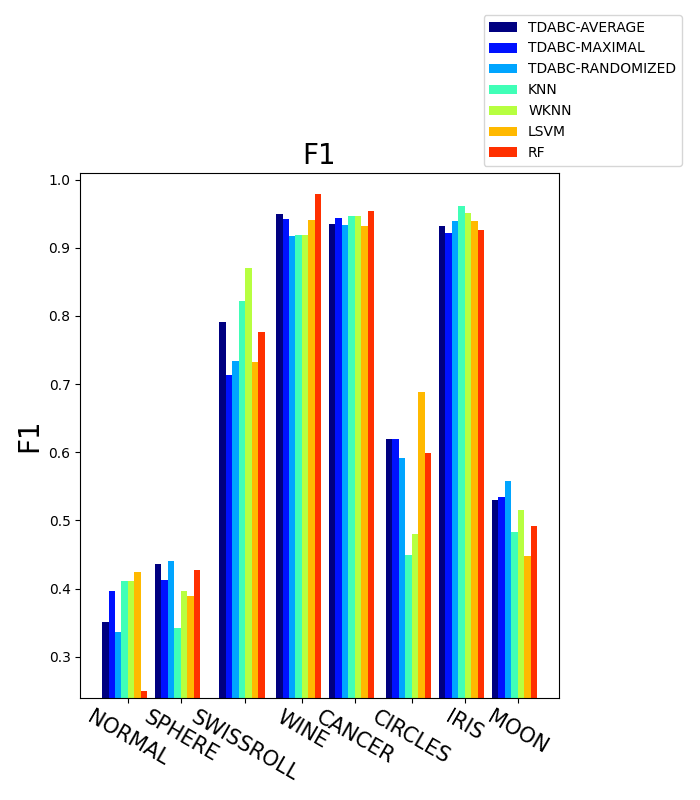 TDABC-AVERAGE
TDABC-MAXIMAL
TDABC-RANDOMIZED
KNN
WKNN
LSVM
RF
F1
1.0
0.9
0.8
0.7
0.6
0.5
0.4
0.3
F1
NORMAL
SPHERE
SWISSROLL
WINE
CANCER
CIRCLES
IRIS
MOON